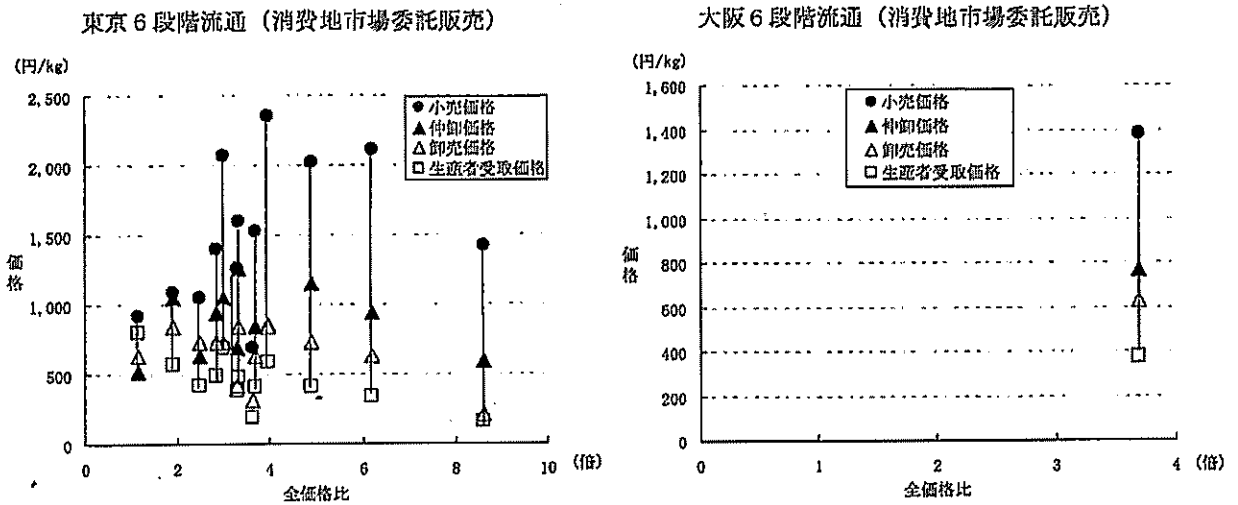 東京6段階流通（消費地市場委託販売）
(円/kg)
2,500
2,000
1,500
1,000
500
0
価格
●小売価格
▲仲卸価格
△卸売価格
□生産者受取価格
0 2 4 6 8 10 (倍)
全価格比
大阪6段階流通（消費地市場委託販売）
(円/kg)
1,600
1,400
1,200
1,000
800
600
400
200
0
価格
●小売価格
▲仲卸価格
△卸売価格
□生産者受取価格
0 1 2 3 4 (倍)
全価格比